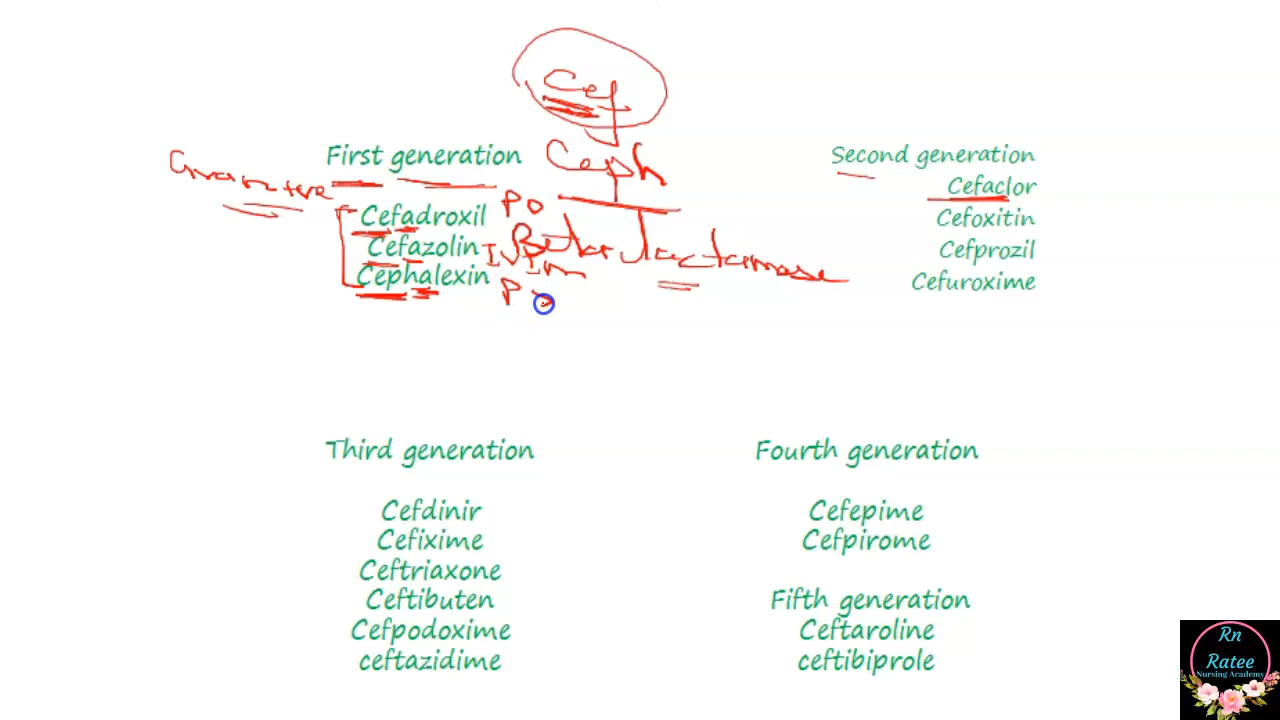 Cef
Ceph
First generation
Cefadroxil PO
Cefazolin IV IM
Cephalexin P
Second generation
Cefaclor
Cefoxitin
Cefprozil
Cefuroxime
Third generation
Cefdinir
Cefixime
Ceftriaxone
Ceftibuten
Cefpodoxime
ceftazidime
Fourth generation
Cefepime
Cefpirome
Fifth generation
Ceftaroline
ceftibiprole
Rn
Ratee
Nursing Academy